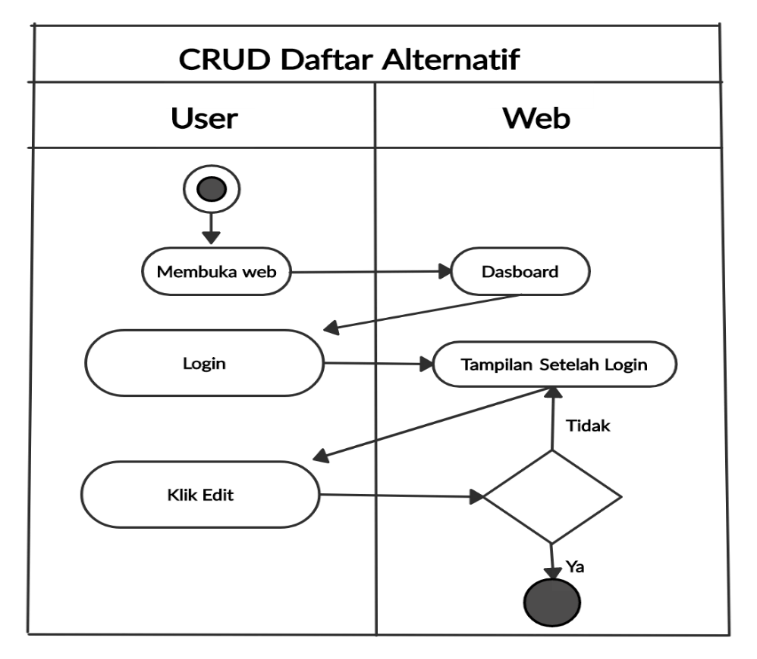 CRUD Daftar Alternatif
User
Web
Membuka web
Dasboard
Login
Tampilan Setelah Login
Tidak
Klik Edit
Ya